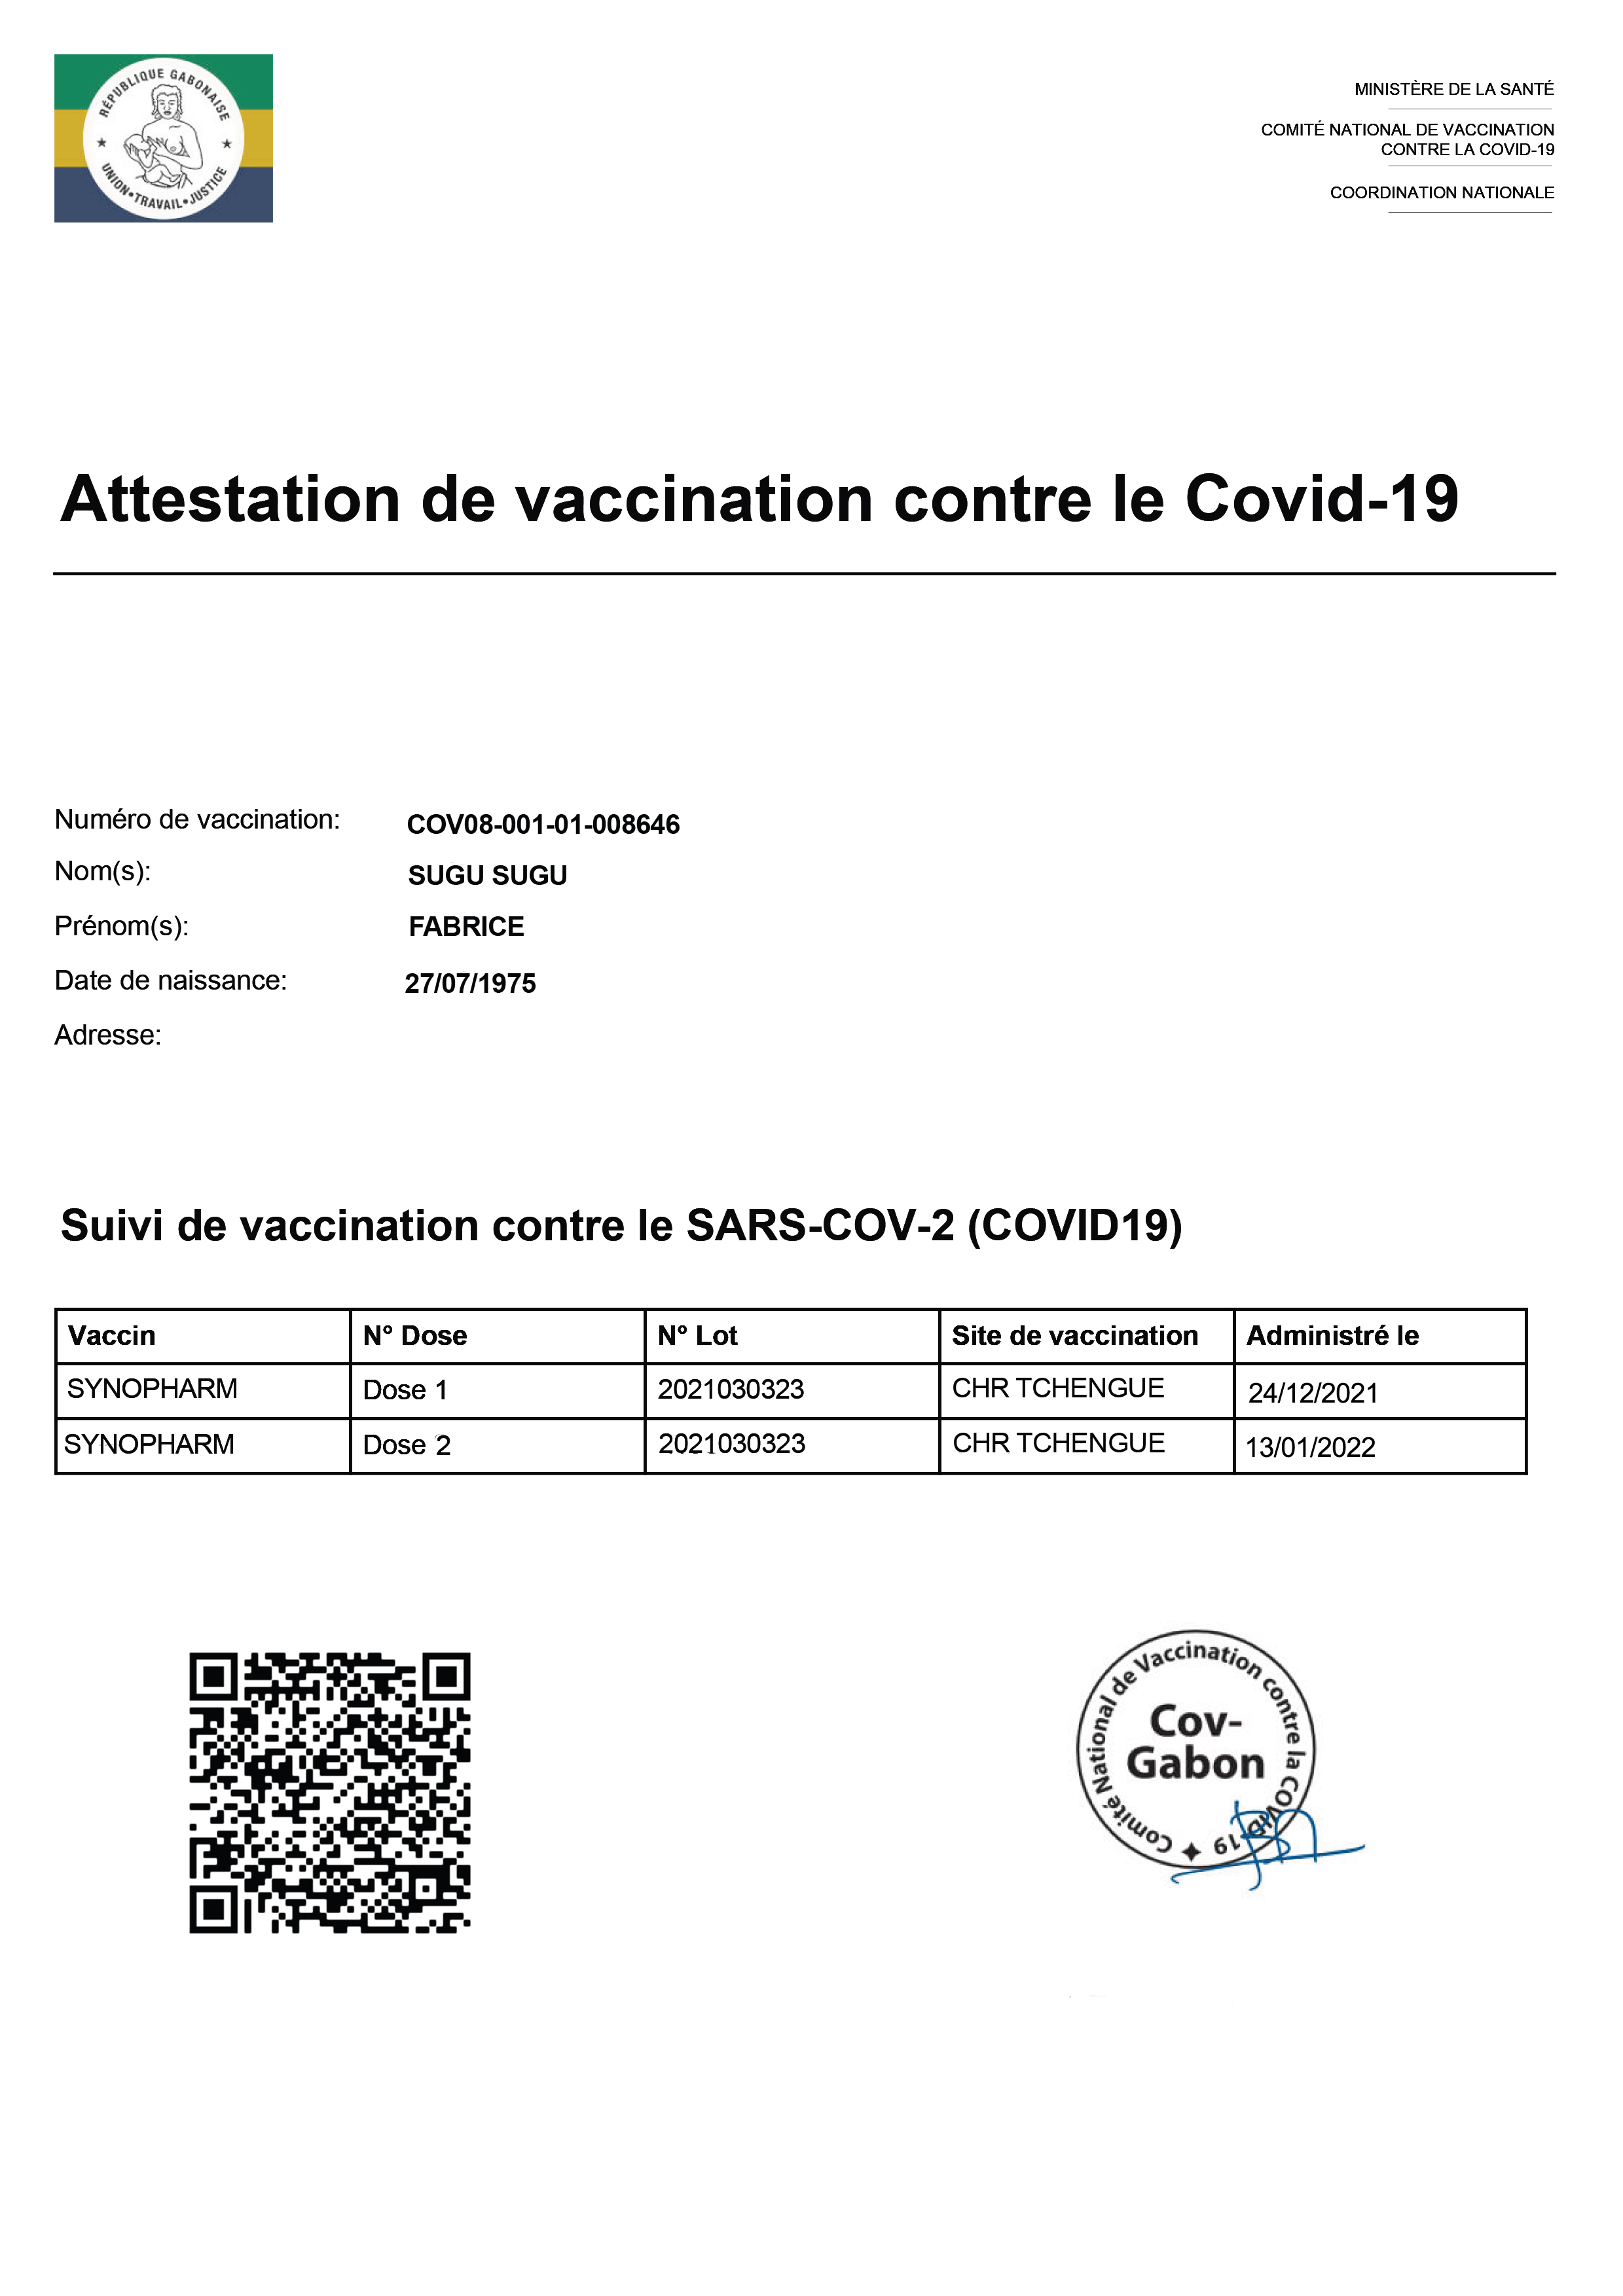 RÉPUBLIQUE GABONAISE
UNION•TRAVAIL•JUSTICE
MINISTÈRE DE LA SANTÉ
COMITÉ NATIONAL DE VACCINATION
CONTRE LA COVID-19
COORDINATION NATIONALE
Attestation de vaccination contre le Covid-19
Numéro de vaccination: COV08-001-01-008646
Nom(s): SUGU SUGU
Prénom(s): FABRICE
Date de naissance: 27/07/1975
Adresse:
Suivi de vaccination contre le SARS-COV-2 (COVID19)
Vaccin N° Dose N° Lot Site de vaccination Administré le
SYNOPHARM Dose 1 2021030323 CHR TCHENGUE 24/12/2021
SYNOPHARM Dose 2 2021030323 CHR TCHENGUE 13/01/2022
Comité National de Vaccination contre la COVID 19
Cov-
Gabon